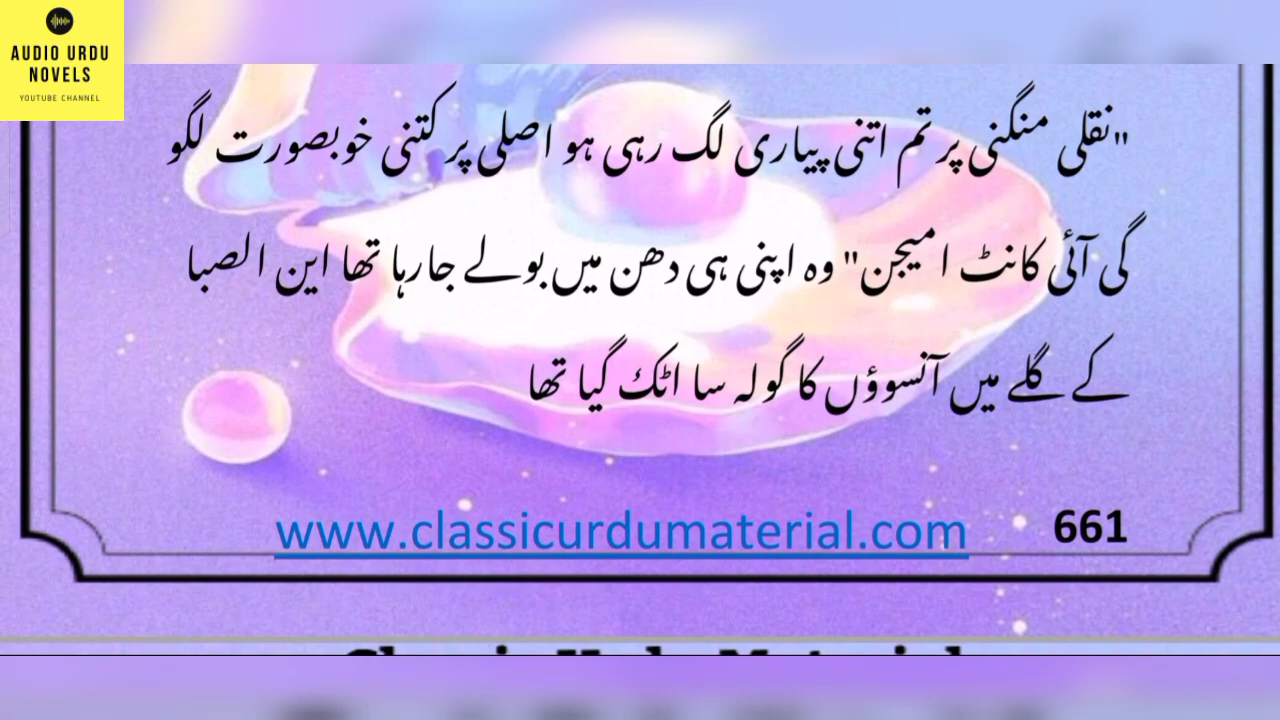 AUDIO URDU
NOVELS
YOUTUBE CHANNEL
"نقلی منگنی پر تم اتنی پیاری لگ رہی ہو اصلی پر کتنی خوبصورت لگو
گی آئی کانٹ امیجن" وہ اپنی ہی دھن میں بولے جارہا تھا این الصبا
کے گلے میں آنسوؤں کا گولہ سا اٹک گیا تھا
www.classicurdumaterial.com 661